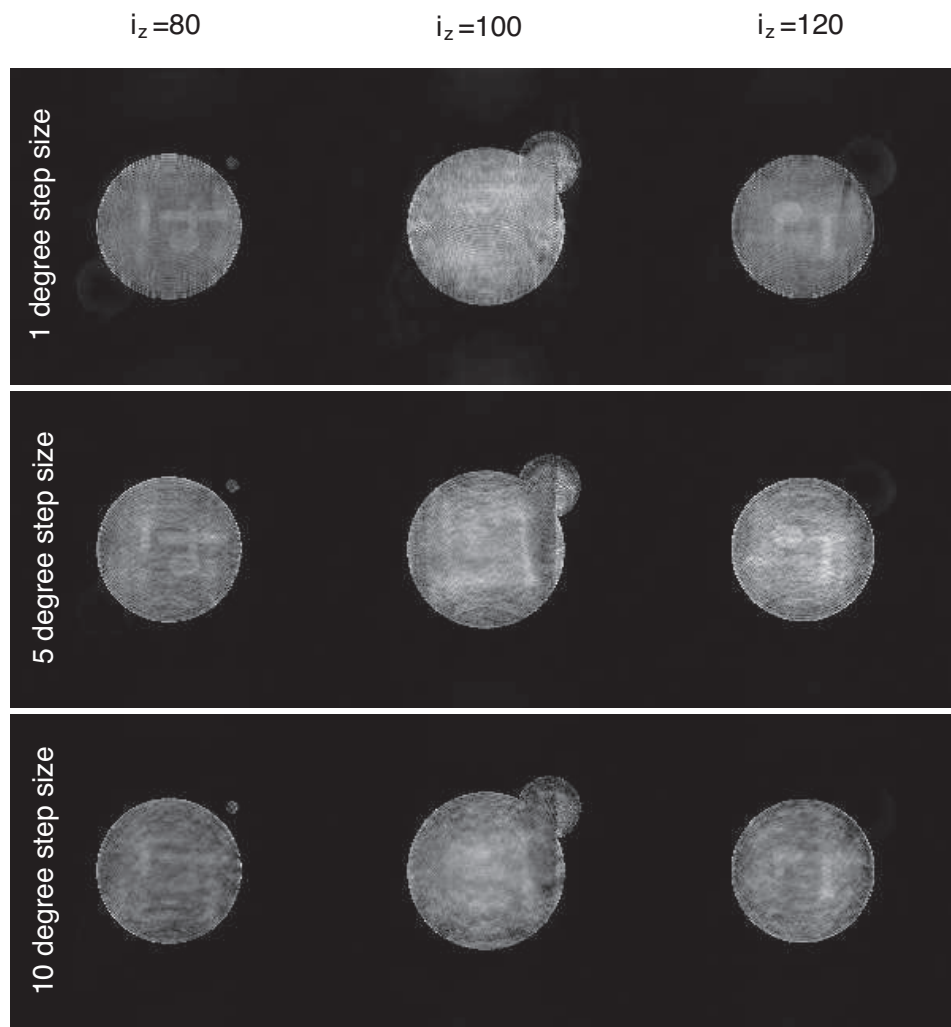 i_z=80
i_z=100
i_z=120
1 degree step size
5 degree step size
10 degree step size